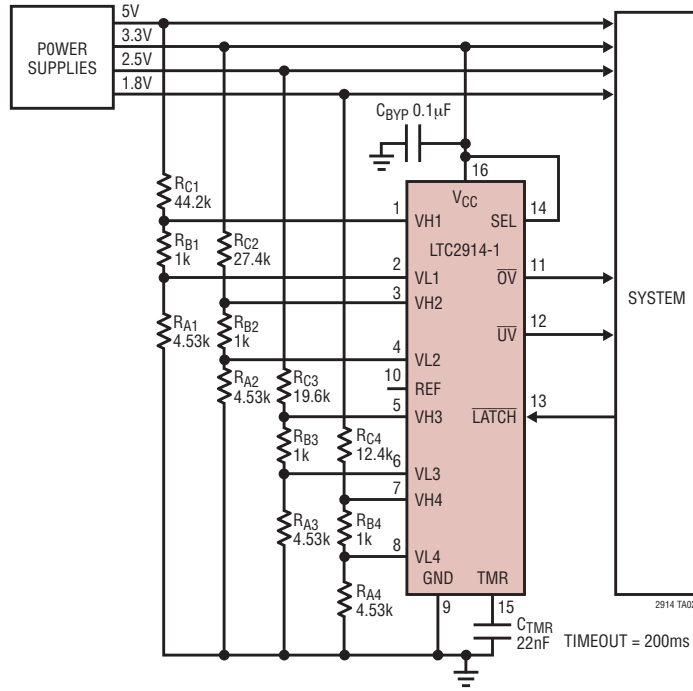 POWER
SUPPLIES
5V
3.3V
2.5V
1.8V
CBYP 0.1µF
16
VCC
RC1
44.2k
1
VH1
SEL
14
LTC2914-1
RB1
1k
RC2
27.4k
2
VL1
OV
11
3
VH2
SYSTEM
RA1
4.53k
RB2
1k
UV
12
4
VL2
RA2
4.53k
RC3
19.6k
10
REF
13
5
VH3
LATCH
RB3
1k
RC4
12.4k
6
VL3
7
VH4
RA3
4.53k
RB4
1k
8
VL4
GND
TMR
RA4
4.53k
9
15
2914 TA02
CTMR
22nF
TIMEOUT = 200ms